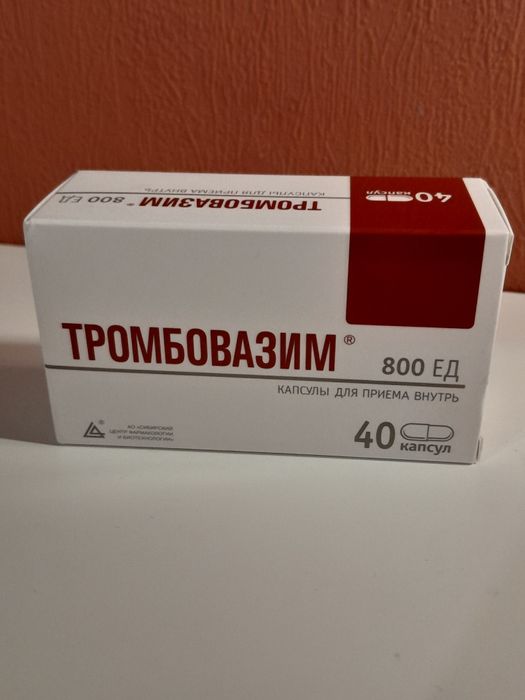 40 капсул
КАПСУЛЫ ДЛЯ ПРИЕМА ВНУТРЬ
ТРОМБОВАЗИМ® 800 ЕД
ТРОМБОВАЗИМ®
800 ЕД
КАПСУЛЫ ДЛЯ ПРИЕМА ВНУТРЬ
АО «СИБИРСКИЙ
ЦЕНТР ФАРМАКОЛОГИИ
И БИОТЕХНОЛОГИИ»
40 капсул